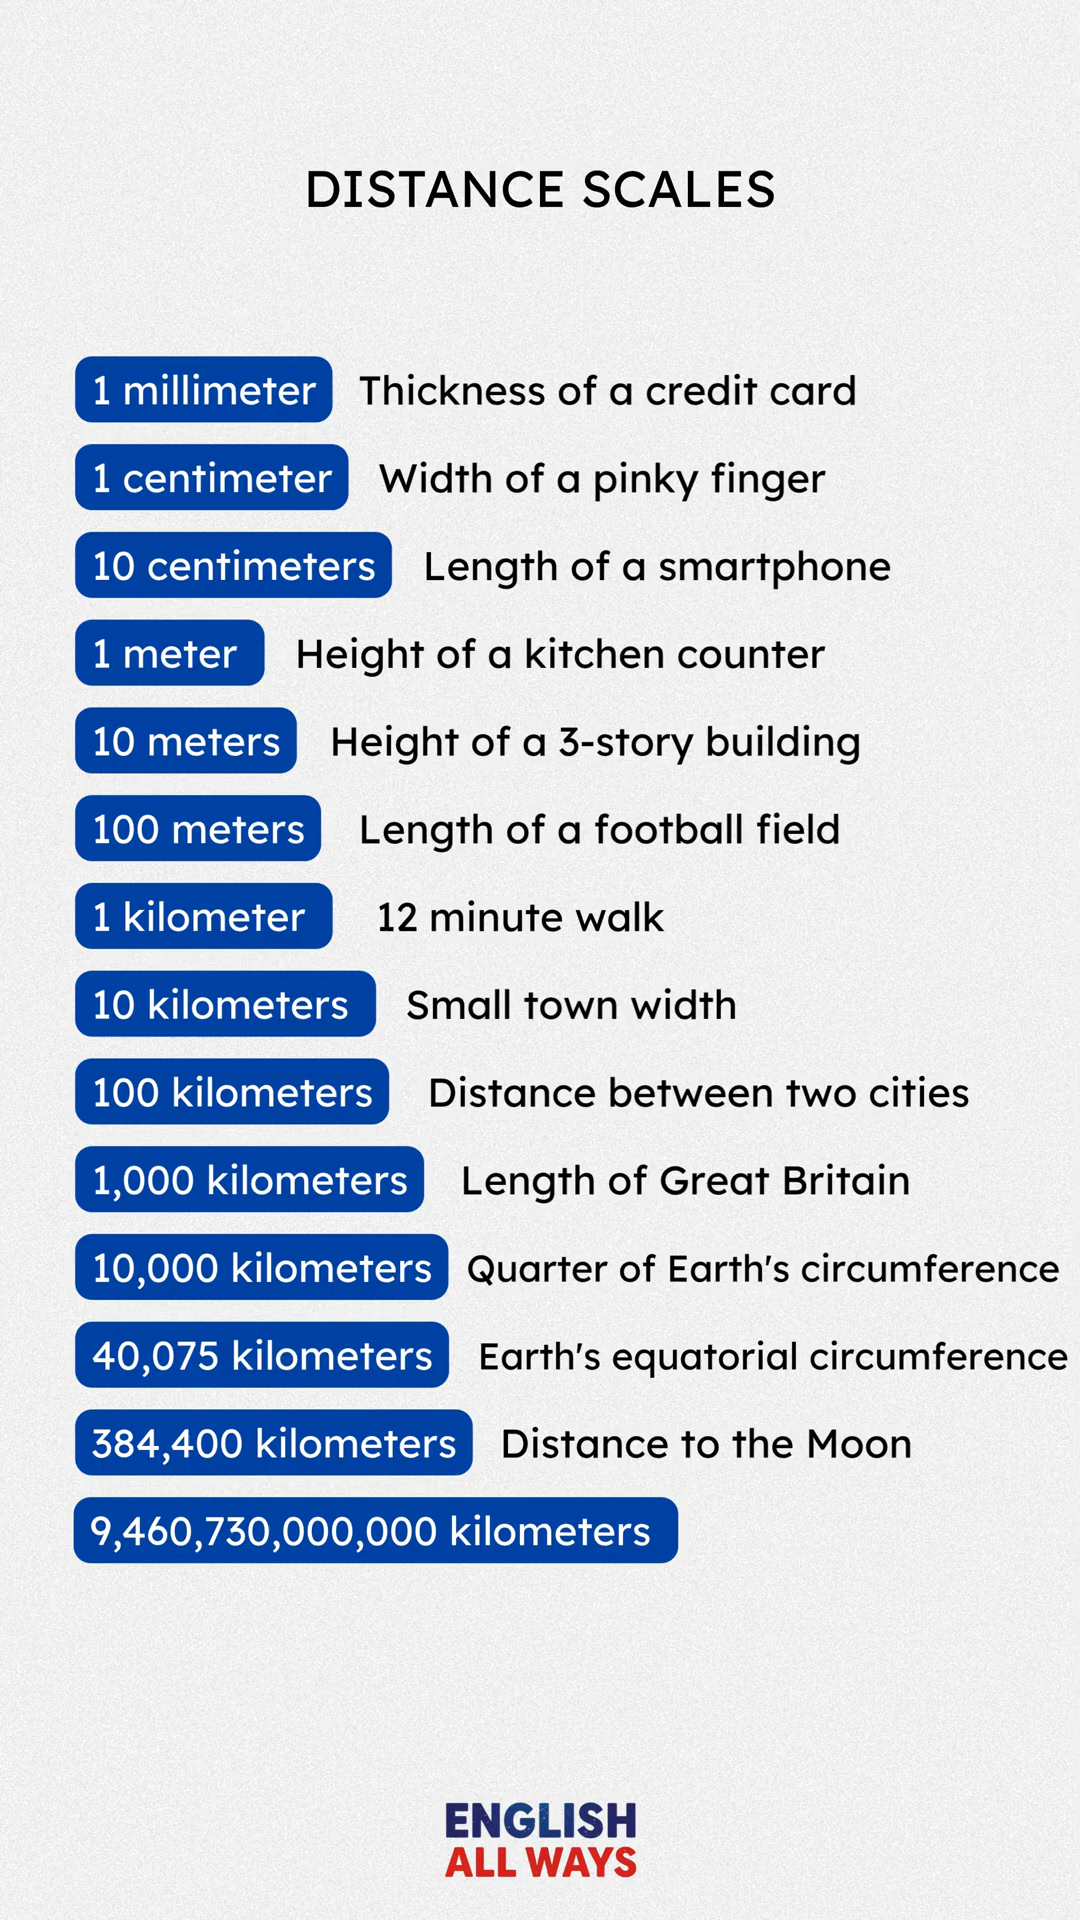 DISTANCE SCALES
1 millimeter Thickness of a credit card
1 centimeter Width of a pinky finger
10 centimeters Length of a smartphone
1 meter Height of a kitchen counter
10 meters Height of a 3-story building
100 meters Length of a football field
1 kilometer 12 minute walk
10 kilometers Small town width
100 kilometers Distance between two cities
1,000 kilometers Length of Great Britain
10,000 kilometers Quarter of Earth's circumference
40,075 kilometers Earth's equatorial circumference
384,400 kilometers Distance to the Moon
9,460,730,000,000 kilometers
ENGLISH
ALL WAYS